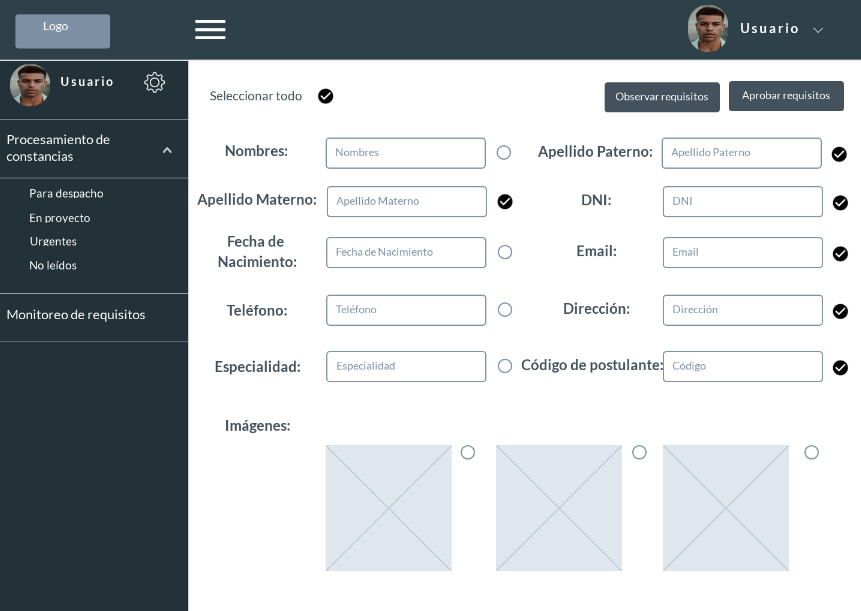 Logo
Usuario
Usuario
Procesamiento de
constancias
Para despacho
En proyecto
Urgentes
No leídos
Monitoreo de requisitos
Seleccionar todo
Observar requisitos
Aprobar requisitos
Nombres:
Nombres
Apellido Paterno:
Apellido Paterno
Apellido Materno:
Apellido Materno
DNI:
DNI
Fecha de
Nacimiento:
Fecha de Nacimiento
Email:
Email
Teléfono:
Teléfono
Dirección:
Dirección
Especialidad:
Especialidad
Código de postulante:
Código
Imágenes: